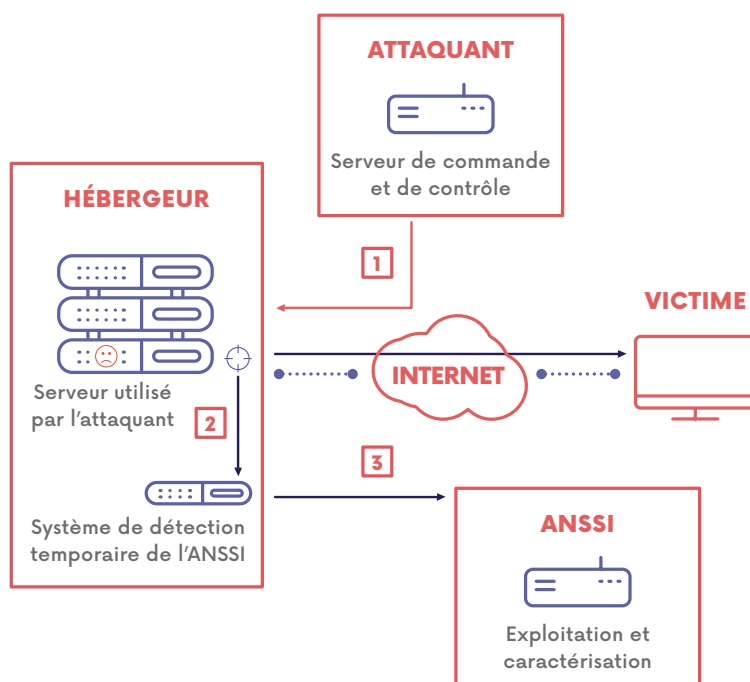 ATTAQUANT
Serveur de commande
et de contrôle
HÉBERGEUR
1
VICTIME
INTERNET
Serveur utilisé
par l'attaquant
2
3
Système de détection
temporaire de l'ANSSI
ANSSI
Exploitation et
caractérisation